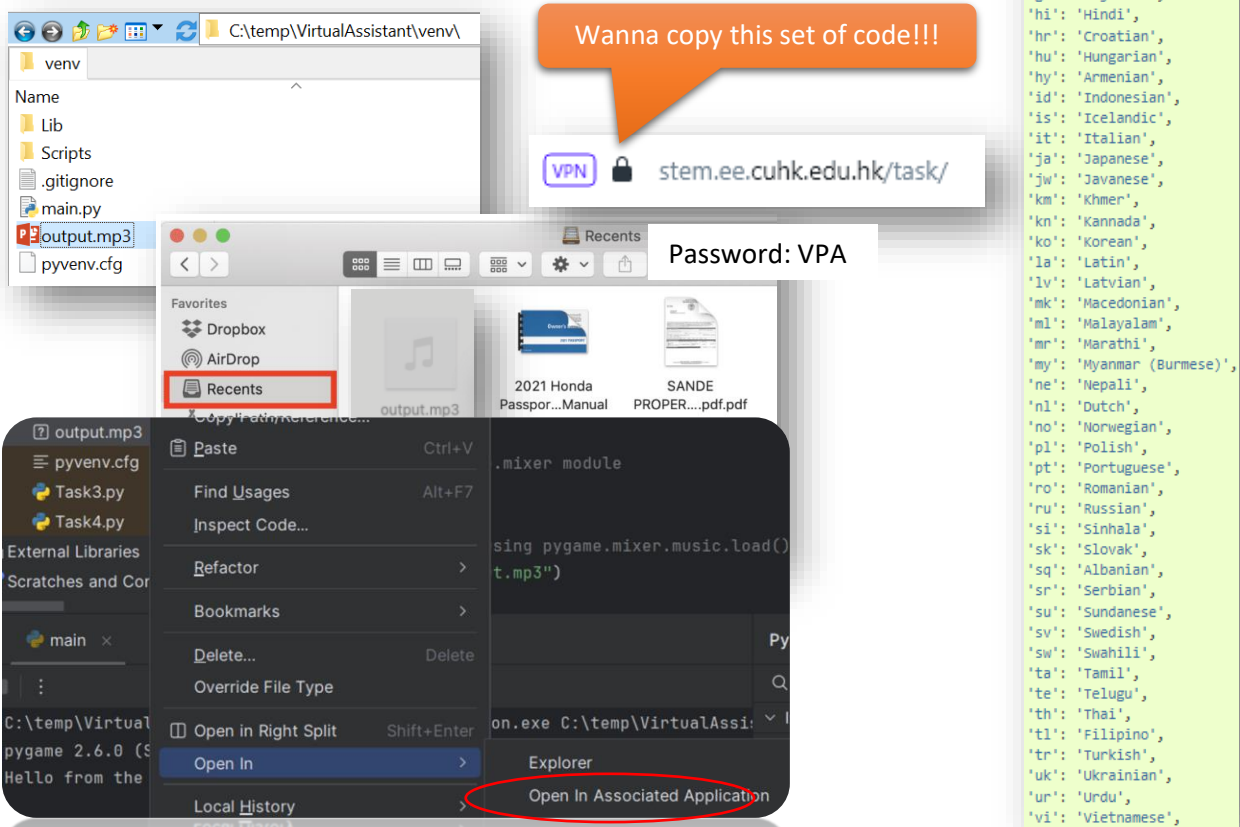 C:\temp\VirtualAssistant\venv\
venv
Name
Lib
Scripts
.gitignore
main.py
output.mp3
pyvenv.cfg
Wanna copy this set of code!!!
VPN stem.ee.cuhk.edu.hk/task/
Password: VPA
Recents
Favorites
Dropbox
AirDrop
Recents
output.mp3
2021 Honda
Passpor...Manual
SANDE
PROPER....pdf.pdf
output.mp3
pyvenv.cfg
Task3.py
Task4.py
External Libraries
Scratches and Con
main ×
C:\temp\Virtual
pygame 2.6.0 (S
Hello from the
Copy Path/Reference...
Paste Ctrl+V
Find Usages Alt+F7
Inspect Code...
Refactor >
Bookmarks >
Delete... Delete
Override File Type
Open in Right Split Shift+Enter
Open In >
Local History >
Explorer
Open In Associated Application
.mixer module
sing pygame.mixer.music.load()
t.mp3")
Py
on.exe C:\temp\VirtualAssi
'hi': 'Hindi',
'hr': 'Croatian',
'hu': 'Hungarian',
'hy': 'Armenian',
'id': 'Indonesian',
'is': 'Icelandic',
'it': 'Italian',
'ja': 'Japanese',
'jw': 'Javanese',
'km': 'Khmer',
'kn': 'Kannada',
'ko': 'Korean',
'la': 'Latin',
'lv': 'Latvian',
'mk': 'Macedonian',
'ml': 'Malayalam',
'mr': 'Marathi',
'my': 'Myanmar (Burmese)',
'ne': 'Nepali',
'nl': 'Dutch',
'no': 'Norwegian',
'pl': 'Polish',
'pt': 'Portuguese',
'ro': 'Romanian',
'ru': 'Russian',
'si': 'Sinhala',
'sk': 'Slovak',
'sq': 'Albanian',
'sr': 'Serbian',
'su': 'Sundanese',
'sv': 'Swedish',
'sw': 'Swahili',
'ta': 'Tamil',
'te': 'Telugu',
'th': 'Thai',
'tl': 'Filipino',
'tr': 'Turkish',
'uk': 'Ukrainian',
'ur': 'Urdu',
'vi': 'Vietnamese',